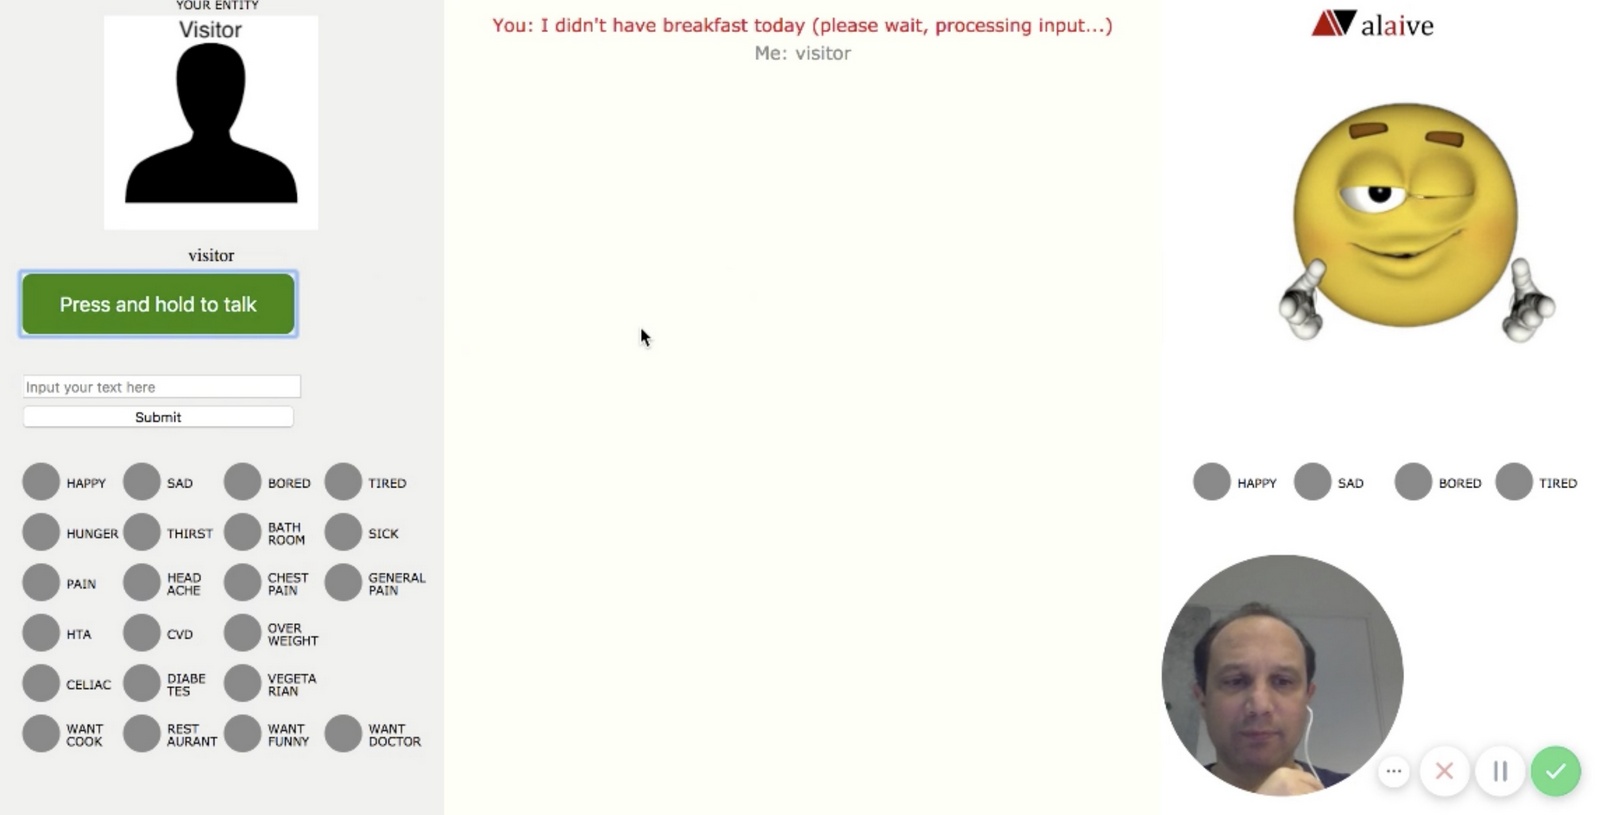 YOUR ENTITY
Visitor
visitor
Press and hold to talk
Input your text here
Submit
HAPPY SAD BORED TIRED
HUNGER THIRST BATH ROOM SICK
PAIN HEAD ACHE CHEST PAIN GENERAL PAIN
HTA CVD OVER WEIGHT
CELIAC DIABE TES VEGETA RIAN
WANT COOK REST AURANT WANT FUNNY WANT DOCTOR
You: I didn't have breakfast today (please wait, processing input...)
Me: visitor
alaive
HAPPY SAD BORED TIRED